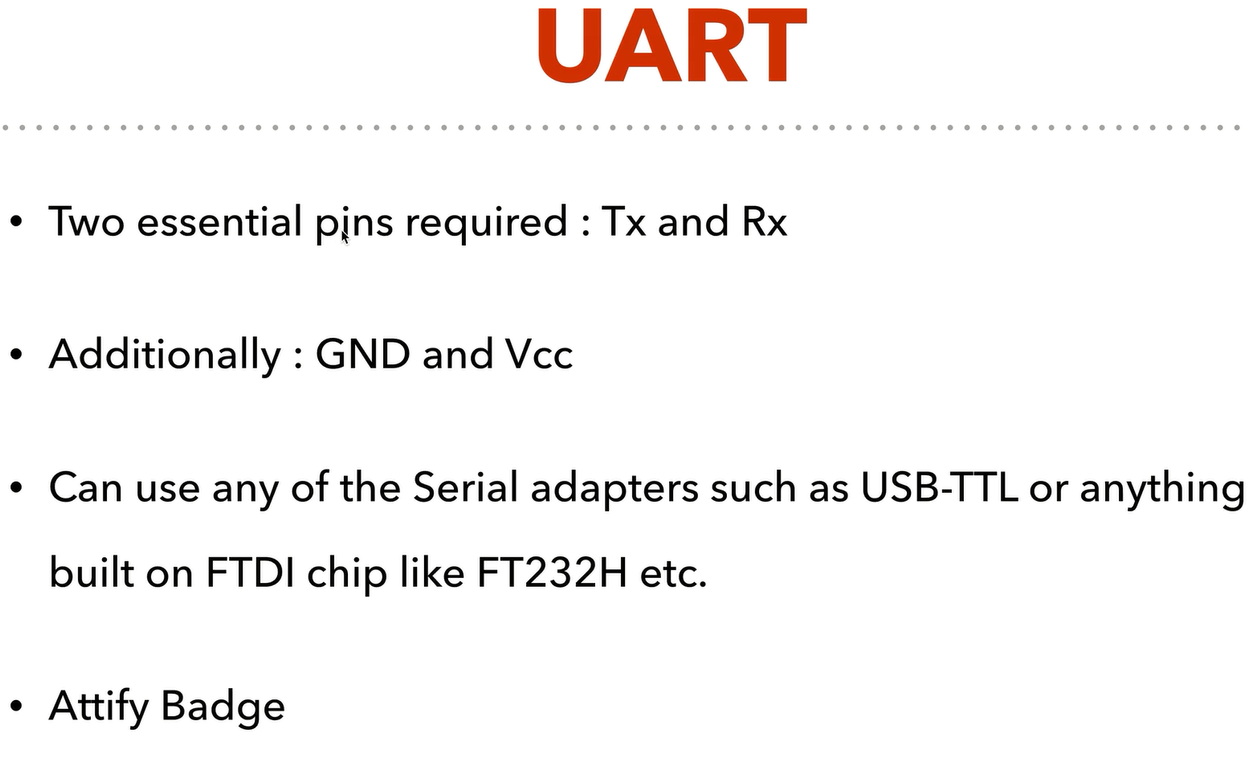 UART
• Two essential pins required : Tx and Rx
• Additionally : GND and Vcc
• Can use any of the Serial adapters such as USB-TTL or anything
built on FTDI chip like FT232H etc.
• Attify Badge